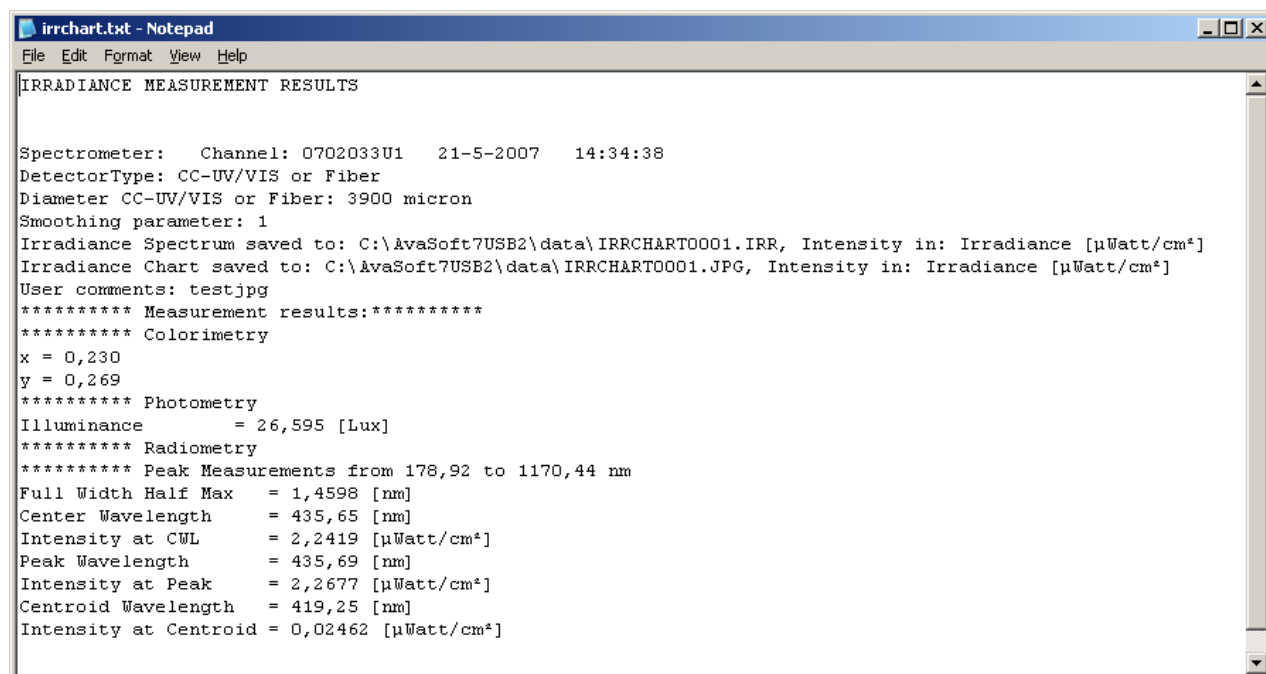 irrchart.txt - Notepad
File Edit Format View Help
IRRADIANCE MEASUREMENT RESULTS
Spectrometer:   Channel: 0702033U1   21-5-2007   14:34:38
DetectorType: CC-UV/VIS or Fiber
Diameter CC-UV/VIS or Fiber: 3900 micron
Smoothing parameter: 1
Irradiance Spectrum saved to: C:\AvaSoft7USB2\data\IRRCHART0001.IRR, Intensity in: Irradiance [µWatt/cm²]
Irradiance Chart saved to: C:\AvaSoft7USB2\data\IRRCHART0001.JPG, Intensity in: Irradiance [µWatt/cm²]
User comments: testjpg
********** Measurement results:**********
********** Colorimetry
x = 0,230
y = 0,269
********** Photometry
Illuminance        = 26,595 [Lux]
********** Radiometry
********** Peak Measurements from 178,92 to 1170,44 nm
Full Width Half Max   = 1,4598 [nm]
Center Wavelength     = 435,65 [nm]
Intensity at CWL      = 2,2419 [µWatt/cm²]
Peak Wavelength       = 435,69 [nm]
Intensity at Peak     = 2,2677 [µWatt/cm²]
Centroid Wavelength   = 419,25 [nm]
Intensity at Centroid = 0,02462 [µWatt/cm²]